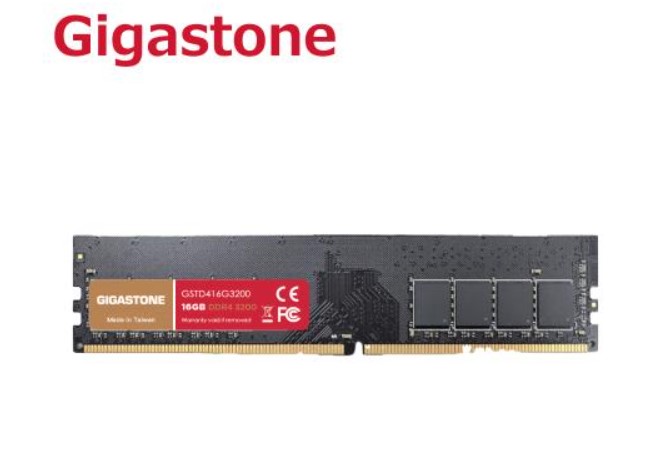 Gigastone
GIGASTONE
Made in Taiwan
GSTD416G3200
16GB DDR4 3200
Warranty void if removed
CE
FC